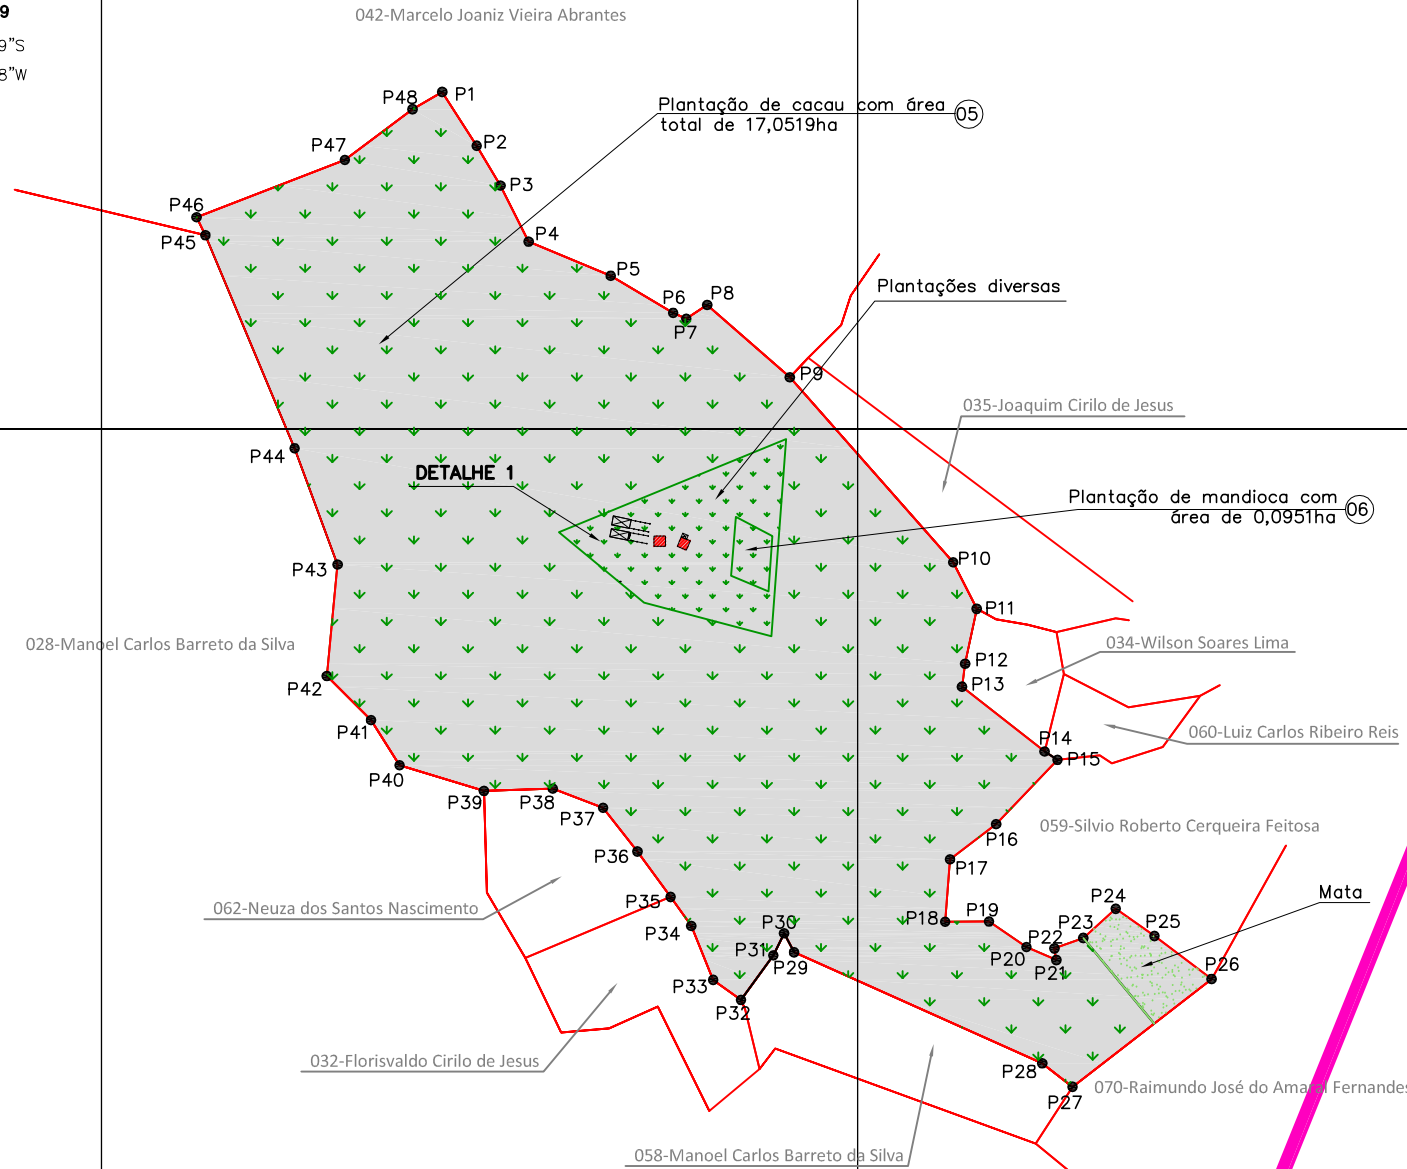 9
042-Marcelo Joaniz Vieira Abrantes
9"S
8"W
P48
P1
Plantação de cacau com área
total de 17,0519ha
05
P47
P2
P3
P46
P45
P4
P5
P6
P8
P7
Plantações diversas
P9
035-Joaquim Cirilo de Jesus
P44
DETALHE 1
Plantação de mandioca com
área de 0,0951ha
06
P43
P10
P11
028-Manoel Carlos Barreto da Silva
034-Wilson Soares Lima
P12
P13
P42
P41
060-Luiz Carlos Ribeiro Reis
P14
P15
P40
P39
P38
P37
059-Silvio Roberto Cerqueira Feitosa
P16
P36
P17
P35
062-Neuza dos Santos Nascimento
P24
Mata
P18
P19
P34
P30
P23
P25
P22
P31
P20
P21
P29
P26
P33
P32
032-Florisvaldo Cirilo de Jesus
P28
P27
070-Raimundo José do Amaral Fernandes
058-Manoel Carlos Barreto da Silva